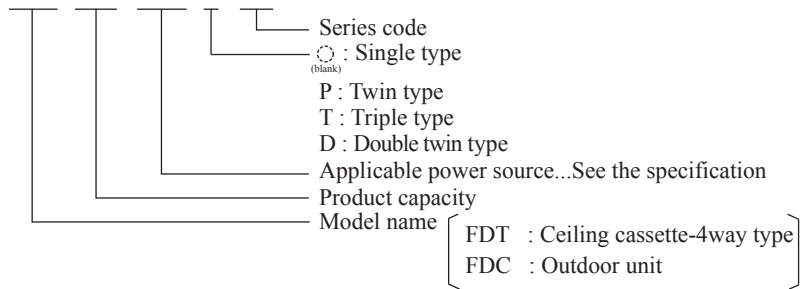 Series code
: Single type
(blank)
P : Twin type
T : Triple type
D : Double twin type
Applicable power source...See the specification
Product capacity
Model name
FDT : Ceiling cassette-4way type
FDC : Outdoor unit